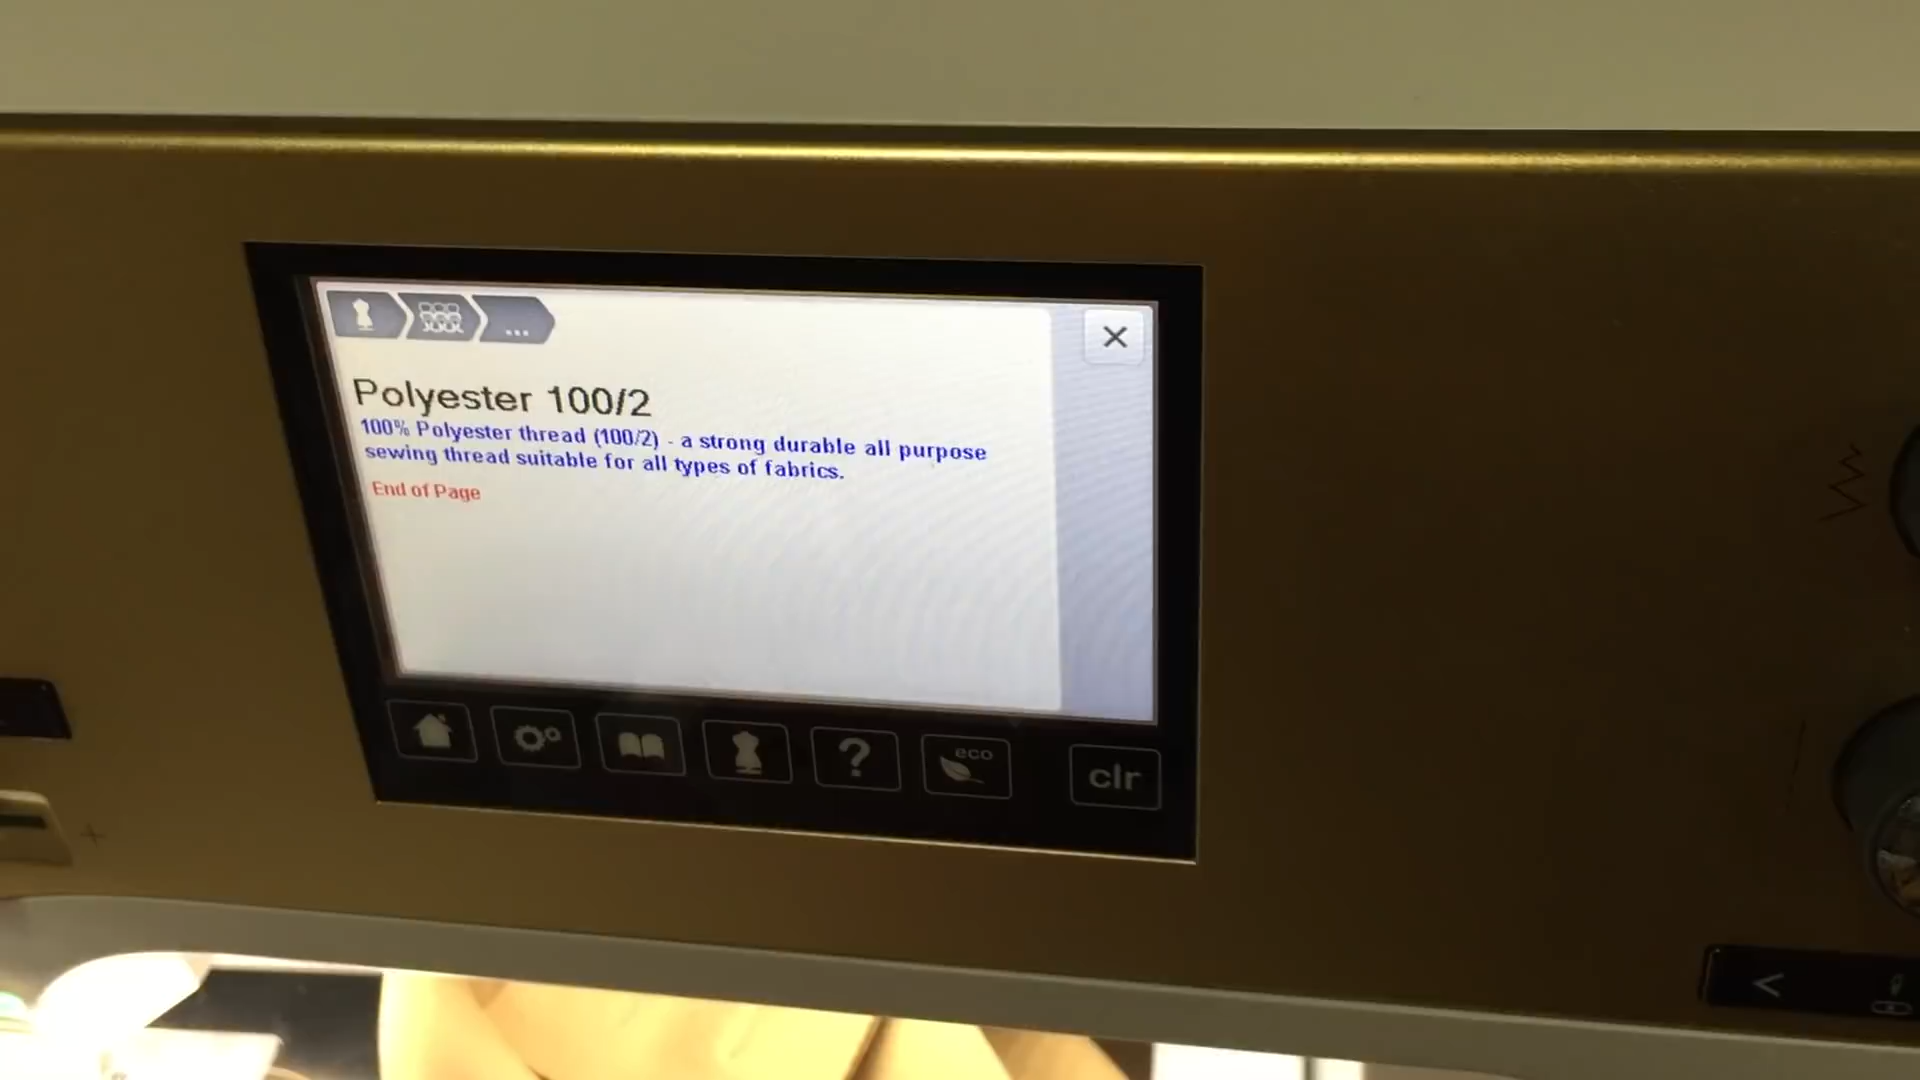 ...
×
Polyester 100/2
100% Polyester thread (100/2) - a strong durable all purpose
sewing thread suitable for all types of fabrics.
End of Page
?
eco
clr
+
<